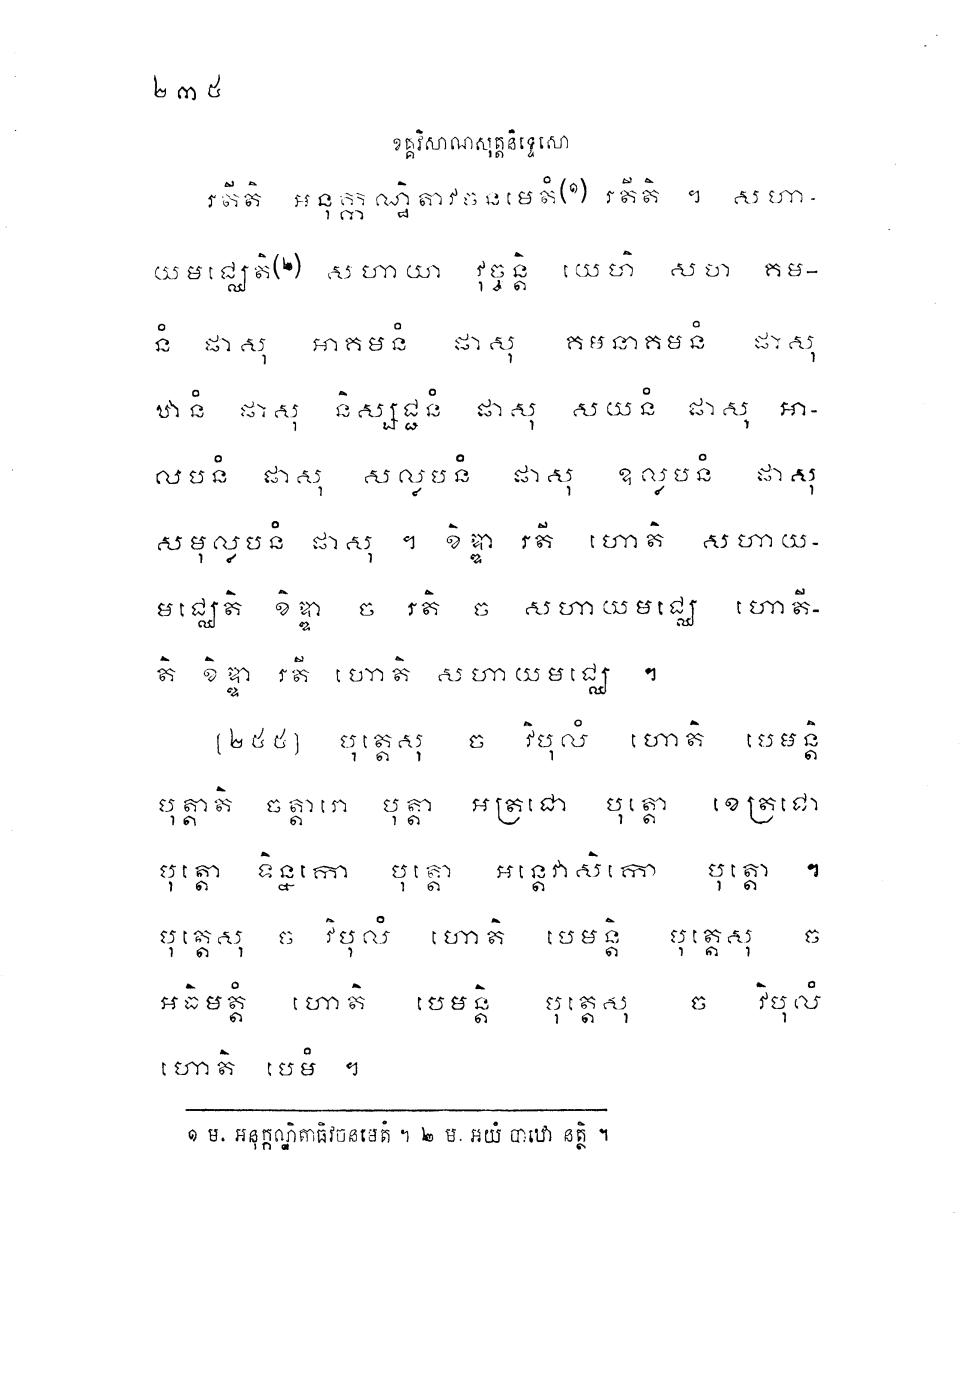 ២៣៥
ខគ្គវិសាណសុត្តនិទ្ទេសោ
រតីតិ អនុក្កណ្ឋិតាវចនមេតំ(១) រតីតិ ។ សហា-
យមជ្ឈេតិ(២) សហាយា វុច្ចន្តិ យេហិ សហ គម-
នំ ផាសុ អាគមនំ ផាសុ គមនាគមនំ ផាសុ
ឋានំ ផាសុ និស្សជ្ជនំ ផាសុ សយនំ ផាសុ អា-
លបនំ ផាសុ សល្លបនំ ផាសុ ឧល្លបនំ ផាសុ
សមុល្លបនំ ផាសុ ។ ខិឌ្ឌា រតី ហោតិ សហាយ-
មជ្ឈេតិ ខិឌ្ឌា ច រតិ ច សហាយមជ្ឈេ ហោតី-
តិ ខិឌ្ឌា រតី ហោតិ សហាយមជ្ឈេ ។
[២៥៥] បុត្តេសុ ច វិបុលំ ហោតិ បេមន្តិ
បុត្តាតិ ចត្តារោ បុត្តា អត្រជោ បុត្តោ ខេត្រជោ
បុត្តោ ទិន្នកោ បុត្តោ អន្តេវាសិកោ បុត្តោ ។
បុត្តេសុ ច វិបុលំ ហោតិ បេមន្តិ បុត្តេសុ ច
អធិមត្តំ ហោតិ បេមន្តិ បុត្តេសុ ច វិបុលំ
ហោតិ បេមំ ។
១ ម. អនុក្កណ្ឋិតាធិវចនមេតំ ។ ២ ម. អយំ បាឋោ នត្ថិ ។